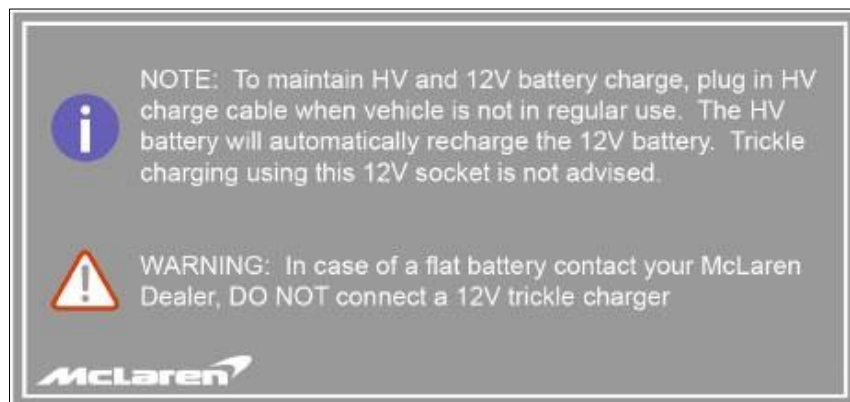 NOTE:  To maintain HV and 12V battery charge, plug in HV
charge cable when vehicle is not in regular use.  The HV
battery will automatically recharge the 12V battery.  Trickle
charging using this 12V socket is not advised.
WARNING:  In case of a flat battery contact your McLaren
Dealer, DO NOT connect a 12V trickle charger
McLaren